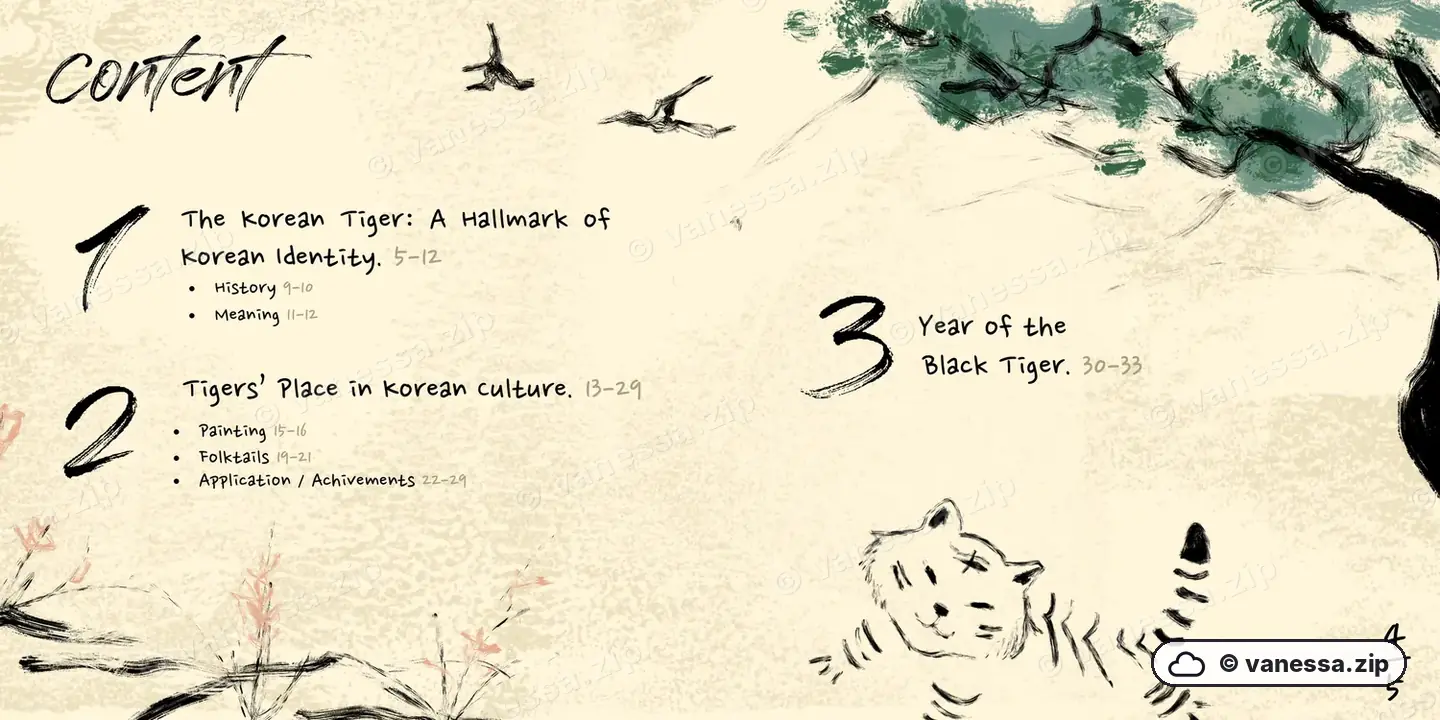 content
1
The Korean Tiger: A Hallmark of
Korean Identity. 5-12
• History 9-10
• Meaning 11-12
2
Tigers' Place in Korean culture. 13-29
• Painting 15-16
• Folktails 19-21
• Application / Achivements 22-29
3
Year of the
Black Tiger. 30-33
4
5
© vanessa.zip